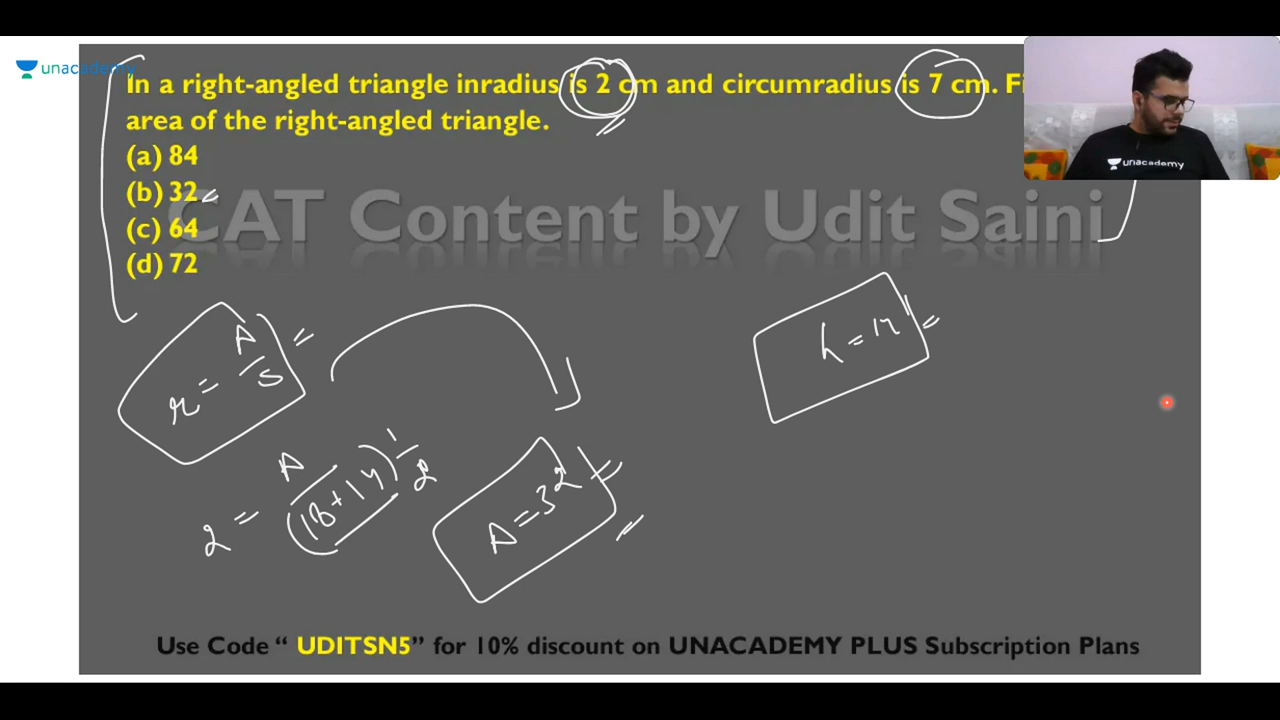 unacademy
In a right-angled triangle inradius is 2 cm and circumradius is 7 cm.
area of the right-angled triangle.
(a) 84
(b) 32
(c) 64
(d) 72
CAT Content by Udit Saini
unacademy
r = A/S =
h = 14 =
2 = A/(18+14) 1/2
A = 32
Use Code “ UDITSN5” for 10% discount on UNACADEMY PLUS Subscription Plans